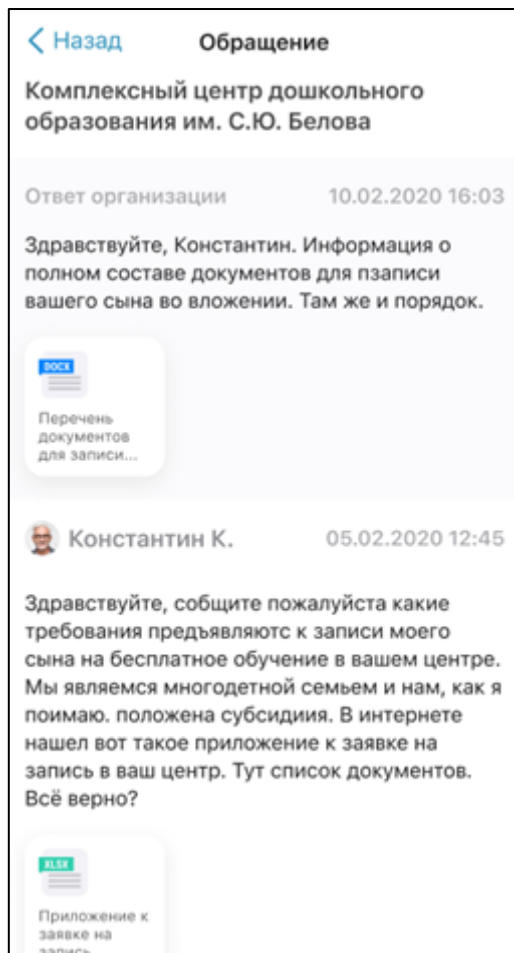 Назад
Обращение
Комплексный центр дошкольного
образования им. С.Ю. Белова
Ответ организации
10.02.2020 16:03
Здравствуйте, Константин. Информация о
полном составе документов для пзаписи
вашего сына во вложении. Там же и порядок.
DOCX
Перечень
документов
для записи...
Константин К.
05.02.2020 12:45
Здравствуйте, собщите пожалуйста какие
требования предъявляютс к записи моего
сына на бесплатное обучение в вашем центре.
Мы являемся многодетной семьем и нам, как я
поимаю. положена субсидиия. В интернете
нашел вот такое приложение к заявке на
запись в ваш центр. Тут список документов.
Всё верно?
XLSX
Приложение к
заявке на
запись